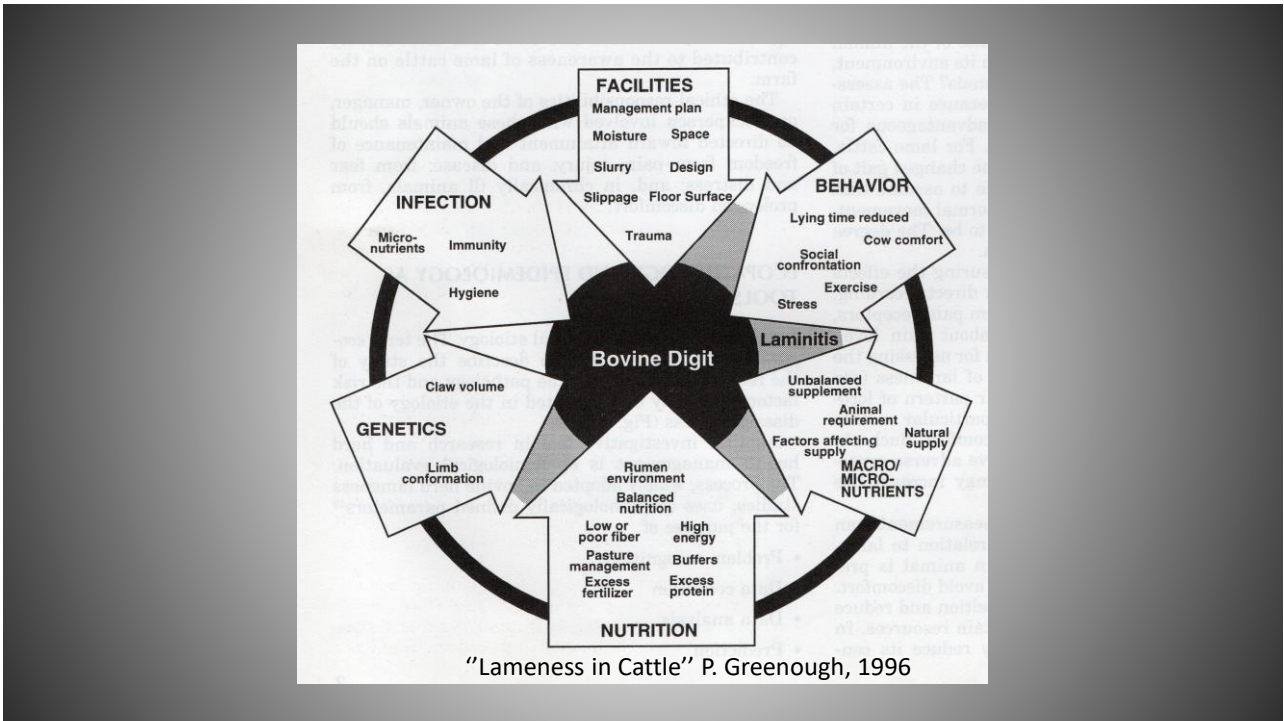 FACILITIES
Management plan
Moisture Space
Slurry Design
Slippage Floor Surface
Trauma
BEHAVIOR
Lying time reduced
Cow comfort
Social
confrontation
Exercise
Stress
INFECTION
Micro-
nutrients
Immunity
Hygiene
Laminitis
Bovine Digit
Claw volume
GENETICS
Limb
conformation
Unbalanced
supplement
Animal
requirement
Factors affecting
supply
Natural
supply
MACRO/
MICRO-
NUTRIENTS
Rumen
environment
Balanced
nutrition
Low or
poor fiber
High
energy
Pasture
management
Buffers
Excess
fertilizer
Excess
protein
NUTRITION
‘’Lameness in Cattle’’ P. Greenough, 1996